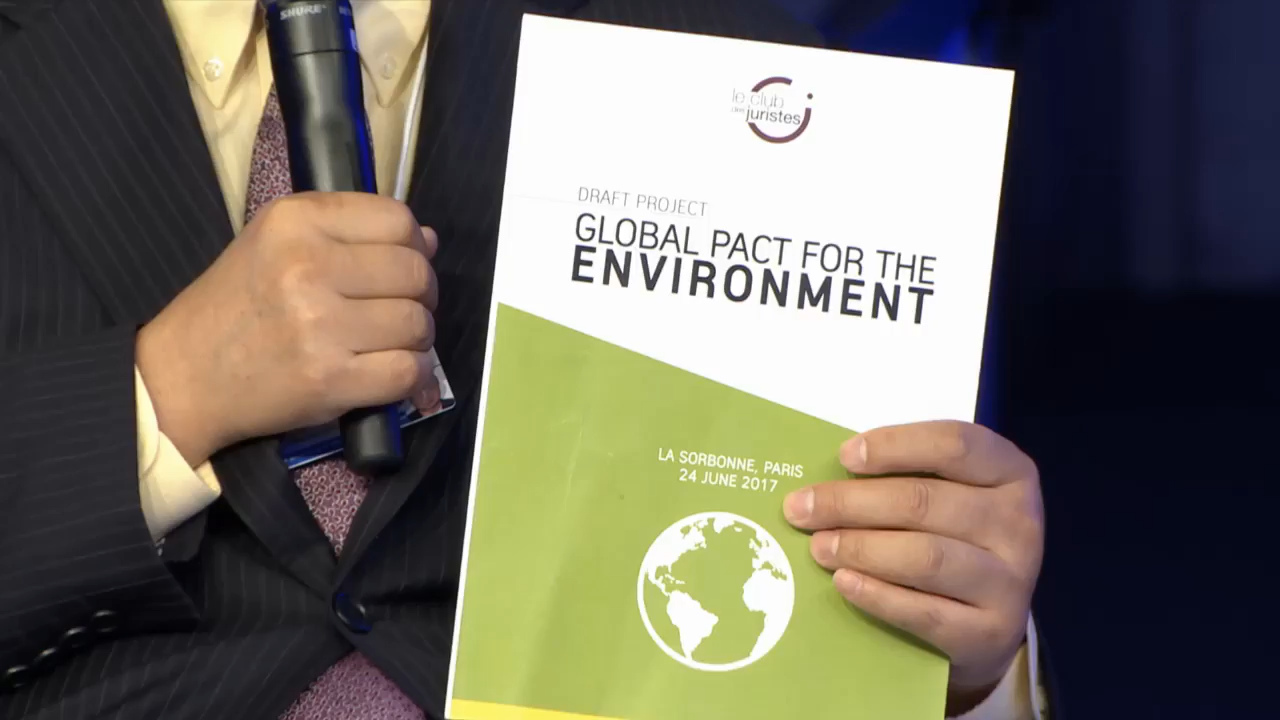 SHURE
le club
des juristes
DRAFT PROJECT
GLOBAL PACT FOR THE
ENVIRONMENT
LA SORBONNE, PARIS
24 JUNE 2017